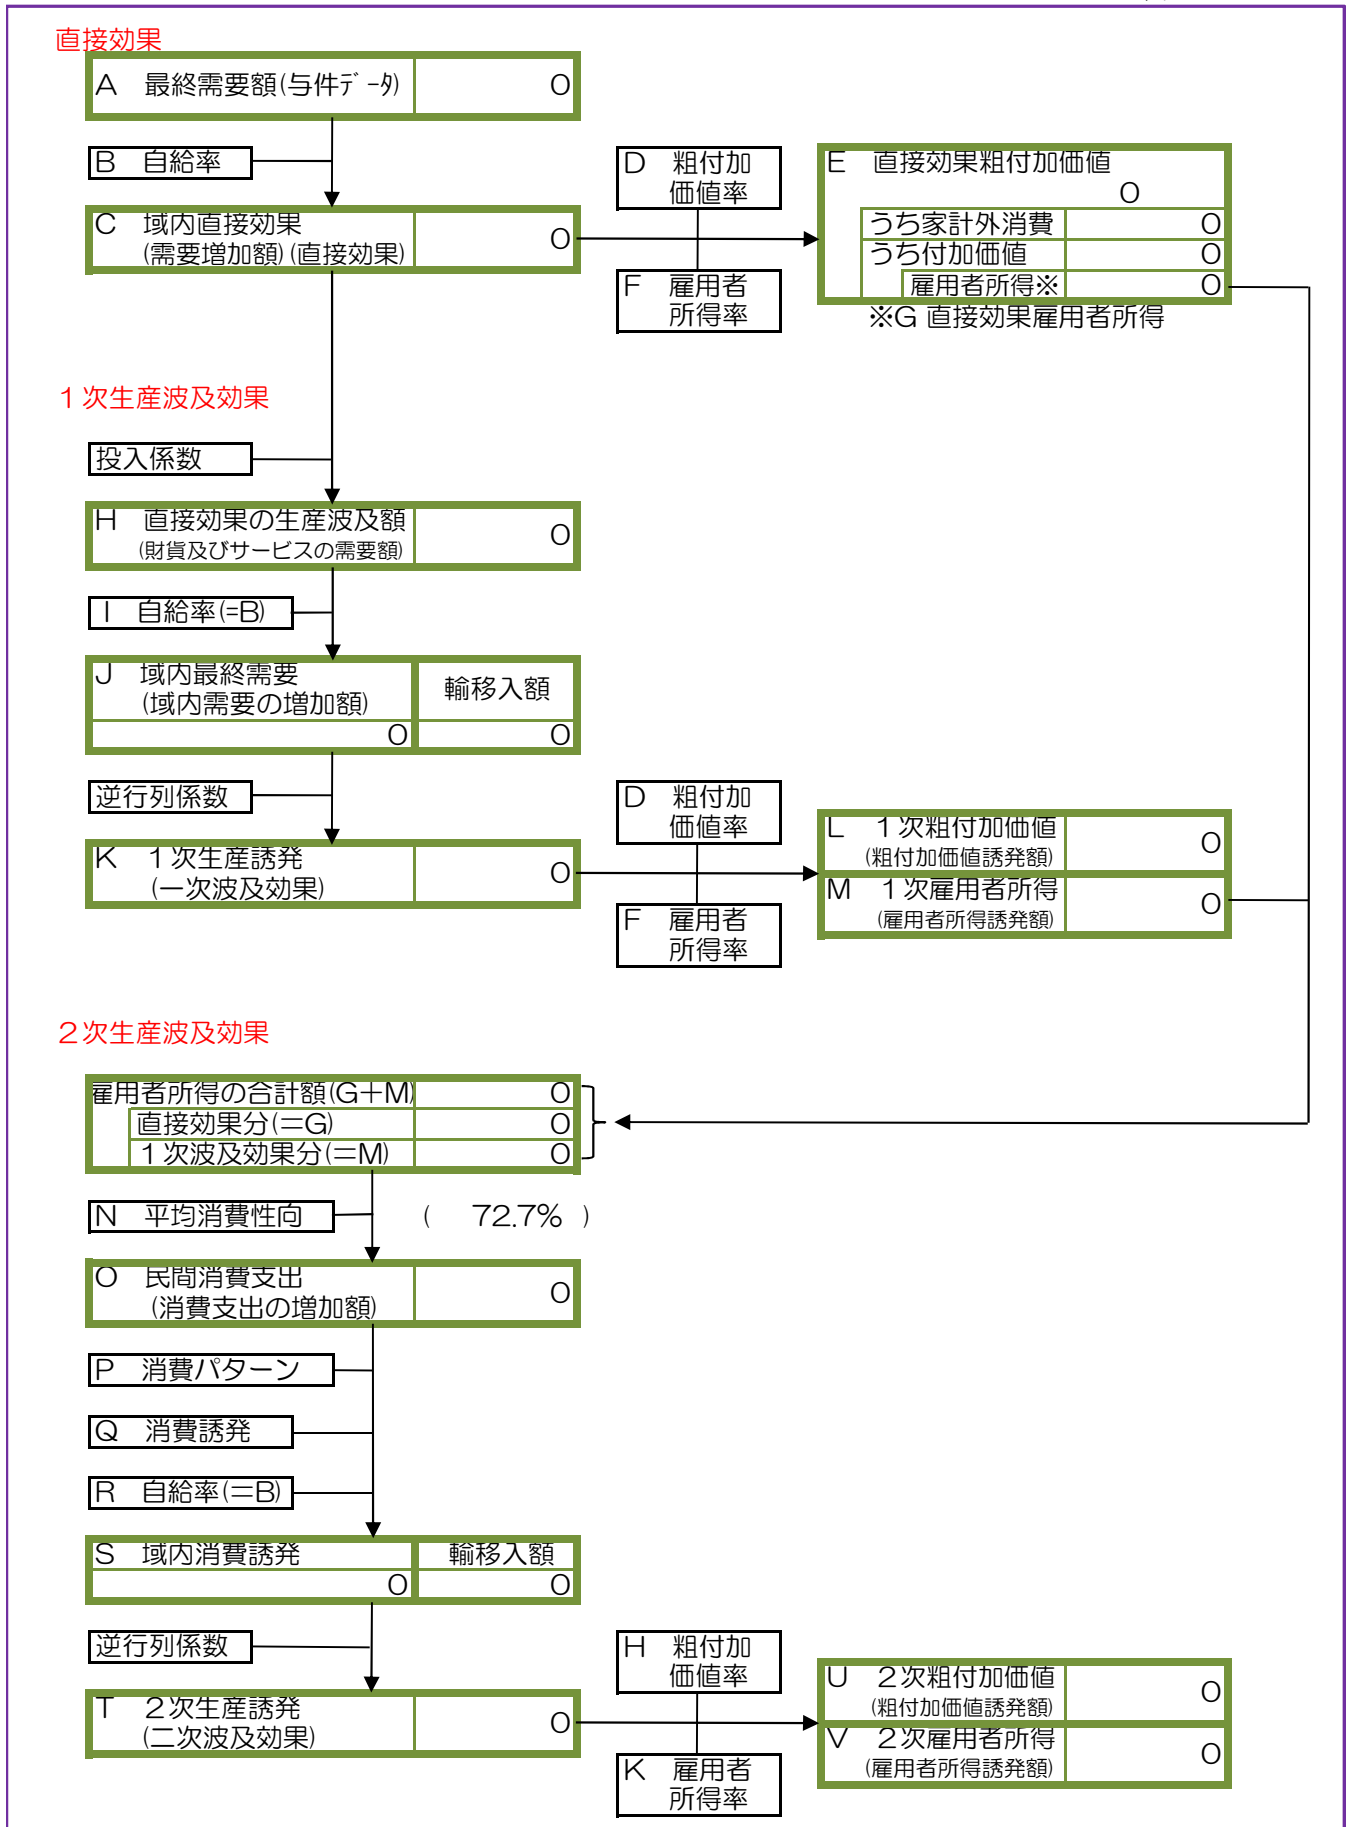 直接効果
A　最終需要額(与件ﾃﾞｰﾀ) 0
B　自給率
C　域内直接効果
(需要増加額)(直接効果) 0
D　粗付加
価値率
F　雇用者
所得率
E　直接効果粗付加価値
0
うち家計外消費 0
うち付加価値 0
雇用者所得※ 0
※G 直接効果雇用者所得
１次生産波及効果
投入係数
H　直接効果の生産波及額
(財貨及びサービスの需要額) 0
I　自給率(=B)
J　域内最終需要
(域内需要の増加額)
輸移入額
0 0
逆行列係数
K　１次生産誘発
(一次波及効果) 0
D　粗付加
価値率
F　雇用者
所得率
L　１次粗付加価値
(粗付加価値誘発額) 0
M　１次雇用者所得
(雇用者所得誘発額) 0
２次生産波及効果
雇用者所得の合計額(G＋M) 0
直接効果分(＝G) 0
１次波及効果分(＝M) 0
N　平均消費性向 (　72.7%　)
O　民間消費支出
(消費支出の増加額) 0
P　消費パターン
Q　消費誘発
R　自給率(＝B)
S　域内消費誘発 輸移入額
0 0
逆行列係数
T　２次生産誘発
(二次波及効果) 0
H　粗付加
価値率
K　雇用者
所得率
U　２次粗付加価値
(粗付加価値誘発額) 0
V　２次雇用者所得
(雇用者所得誘発額) 0